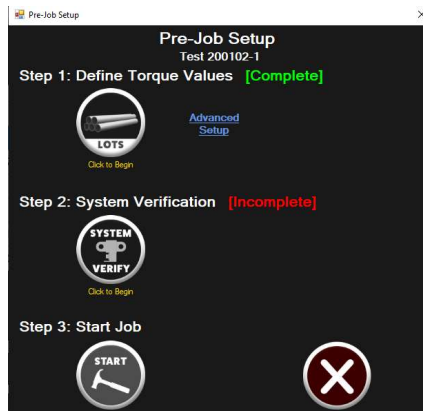 Pre-Job Setup
Pre-Job Setup
Test 200102-1
Step 1: Define Torque Values [Complete]
LOTS
Advanced
Setup
Click to Begin
Step 2: System Verification [Incomplete]
SYSTEM
VERIFY
Click to Begin
Step 3: Start Job
START